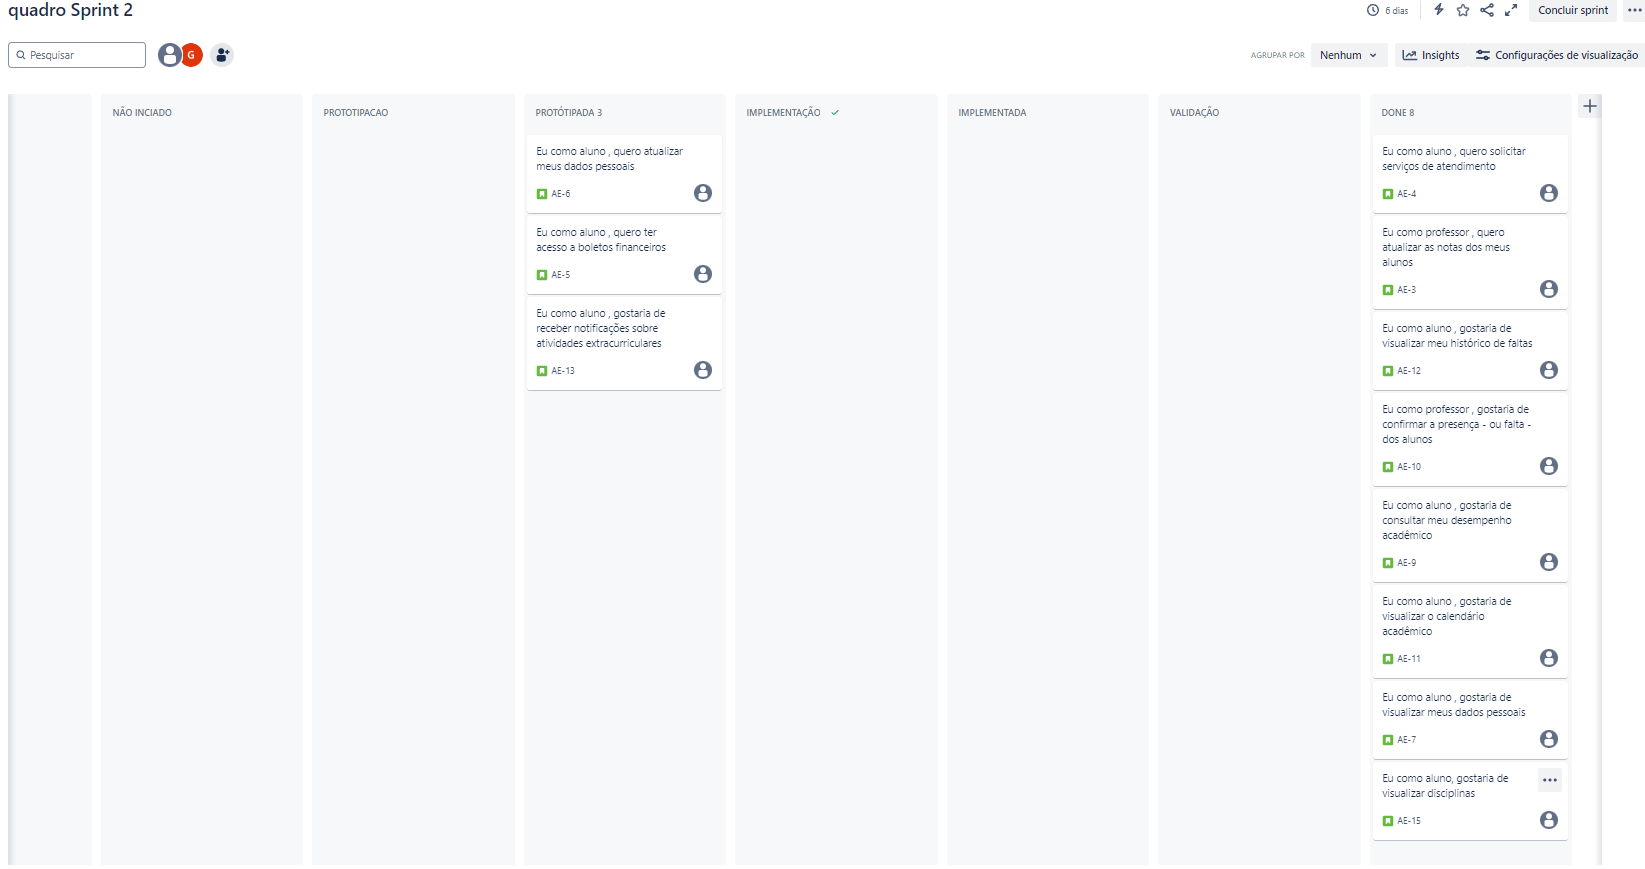 quadro Sprint 2
6 dias
Concluir sprint
Pesquisar
G
AGRUPAR POR
Nenhum
Insights
Configurações de visualização
NÃO INCIADO
PROTOTIPACAO
PROTÓTIPADA 3
Eu como aluno , quero atualizar
meus dados pessoais
AE-6
Eu como aluno , quero ter
acesso a boletos financeiros
AE-5
Eu como aluno , gostaria de
receber notificações sobre
atividades extracurriculares
AE-13
IMPLEMENTAÇÃO
IMPLEMENTADA
VALIDAÇÃO
DONE 8
Eu como aluno , quero solicitar
serviços de atendimento
AE-4
Eu como professor , quero
atualizar as notas dos meus
alunos
AE-3
Eu como aluno , gostaria de
visualizar meu histórico de faltas
AE-12
Eu como professor , gostaria de
confirmar a presença - ou falta -
dos alunos
AE-10
Eu como aluno , gostaria de
consultar meu desempenho
acadêmico
AE-9
Eu como aluno , gostaria de
visualizar o calendário
acadêmico
AE-11
Eu como aluno , gostaria de
visualizar meus dados pessoais
AE-7
Eu como aluno, gostaria de
visualizar disciplinas
AE-15